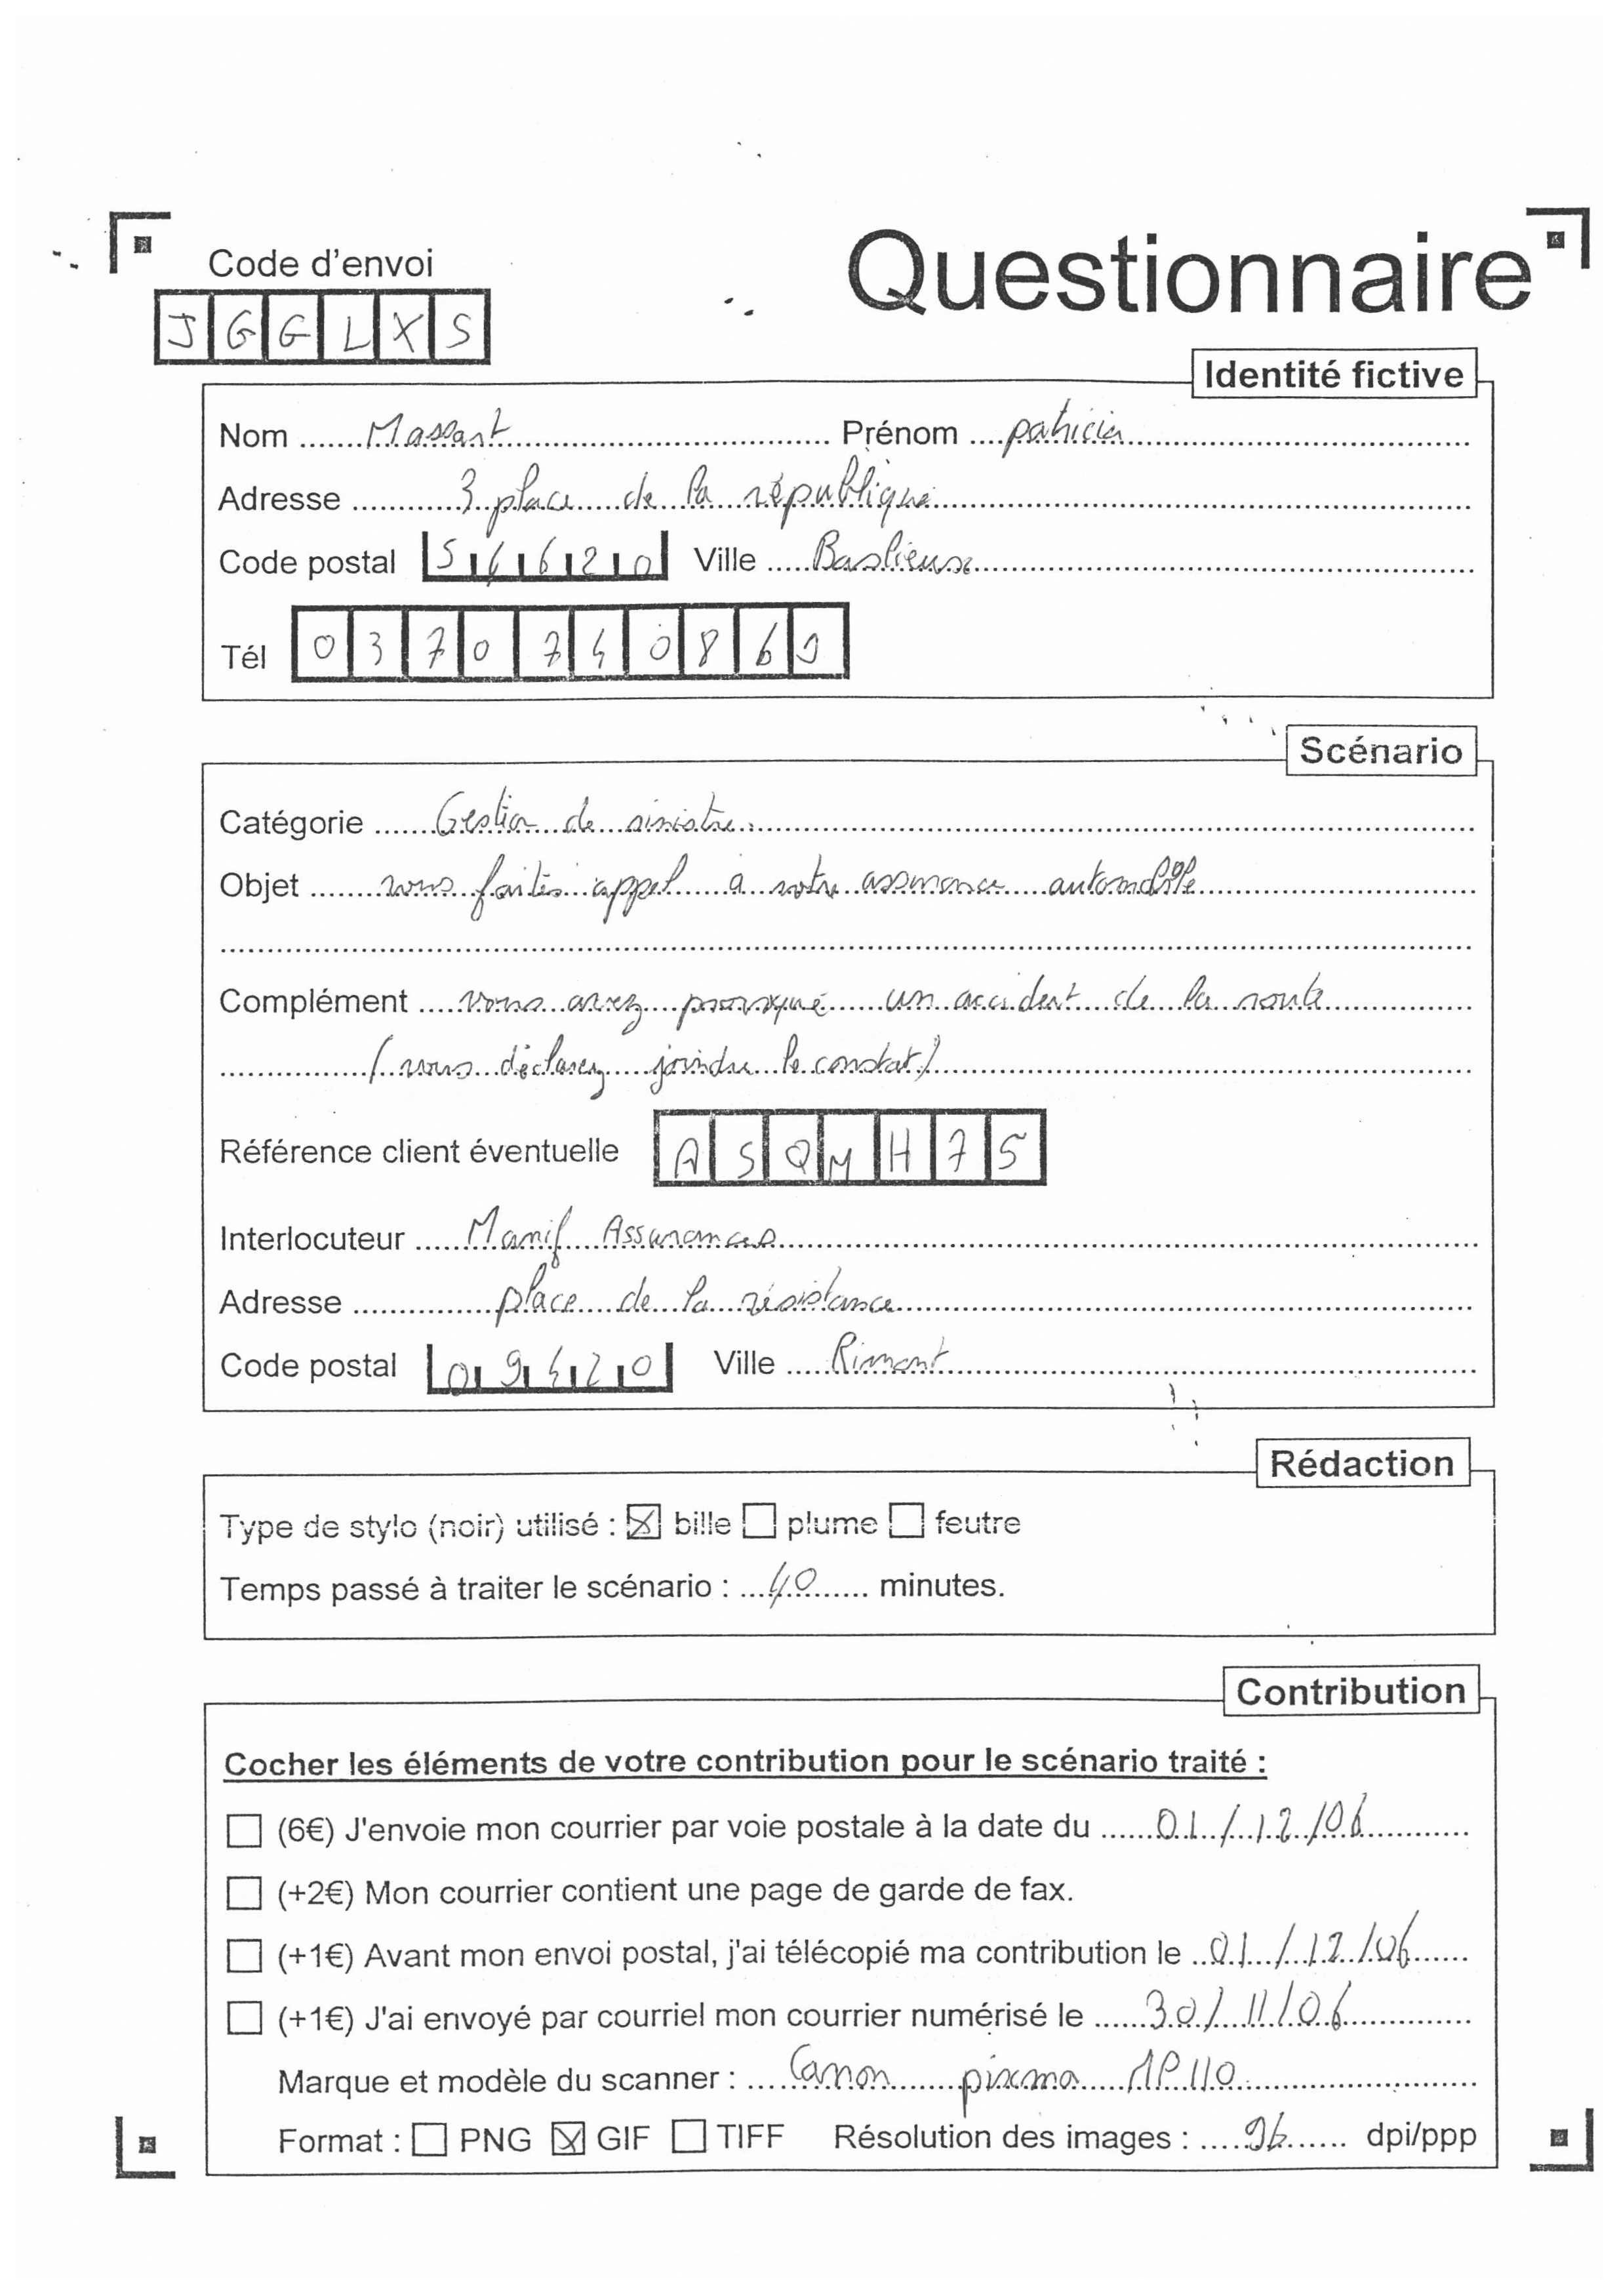 Code d'envoi
Questionnaire
J G G L X S
Identité fictive
Nom Massant Prénom patricia
Adresse 3 place de la république
Code postal 5 6 6 2 0 Ville Baslieux
Tél 0 3 7 0 7 4 0 8 6 0
Scénario
Catégorie Gestion de sinistre.
Objet vous faites appel à votre assurance automobile
Complément vous avez provoqué un accident de la route
(vous déclarez joindre le constat)
Référence client éventuelle A S Q M H 7 5
Interlocuteur Manif Assurances
Adresse place de la résistance
Code postal 0 9 4 2 0 Ville Rimont
Rédaction
Type de stylo (noir) utilisé : ☒ bille ☐ plume ☐ feutre
Temps passé à traiter le scénario : 40 minutes.
Contribution
Cocher les éléments de votre contribution pour le scénario traité :
☐ (6€) J'envoie mon courrier par voie postale à la date du 01/12/06
☐ (+2€) Mon courrier contient une page de garde de fax.
☐ (+1€) Avant mon envoi postal, j'ai télécopié ma contribution le 01/12/06
☐ (+1€) J'ai envoyé par courriel mon courrier numérisé le 30/11/06
Marque et modèle du scanner : Canon pixma MP110
Format : ☐ PNG ☒ GIF ☐ TIFF Résolution des images : 96 dpi/ppp